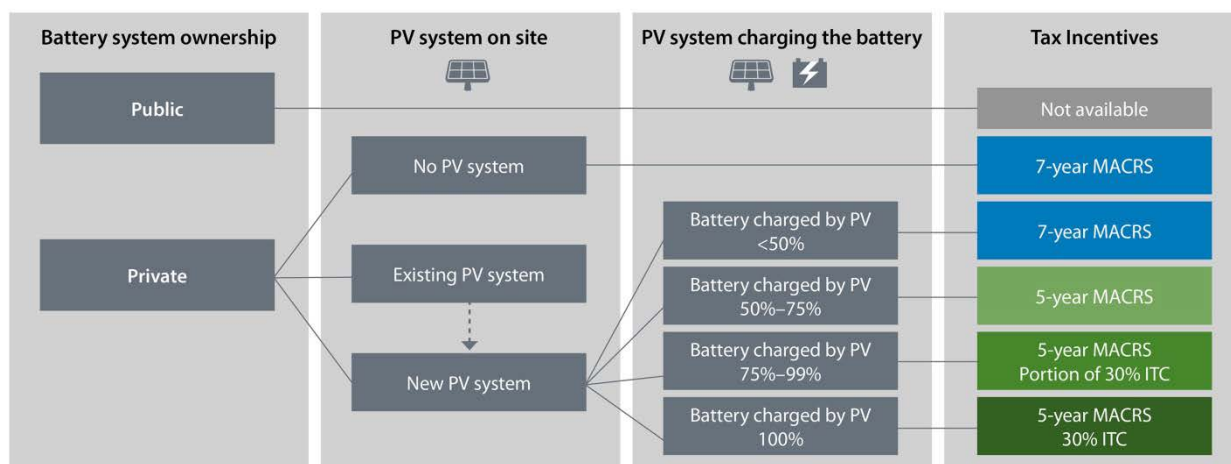 Battery system ownership
PV system on site
PV system charging the battery
Tax Incentives
Public
Not available
No PV system
7-year MACRS
Private
Existing PV system
New PV system
Battery charged by PV
<50%
7-year MACRS
Battery charged by PV
50%–75%
5-year MACRS
Battery charged by PV
75%–99%
5-year MACRS
Portion of 30% ITC
Battery charged by PV
100%
5-year MACRS
30% ITC